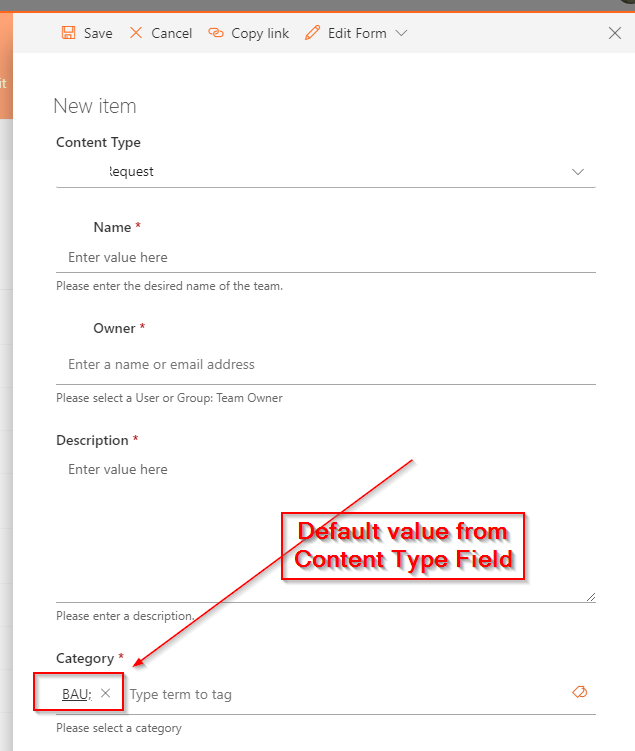 Save Cancel Copy link Edit Form
it
New item
Content Type
Request
Name *
Enter value here
Please enter the desired name of the team.
Owner *
Enter a name or email address
Please select a User or Group: Team Owner
Description *
Enter value here
Default value from
Content Type Field
Please enter a description.
Category *
BAU; Type term to tag
Please select a category